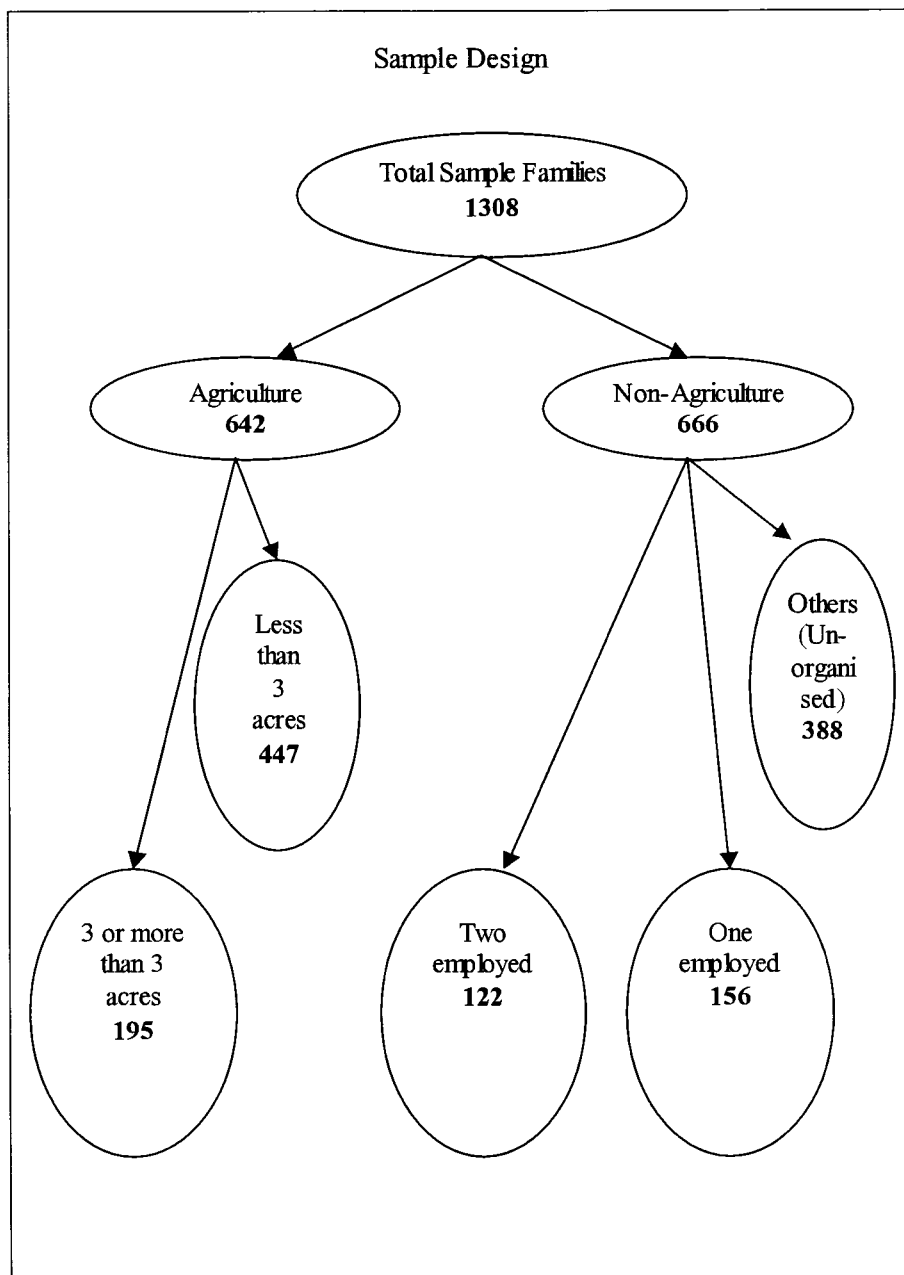 Sample Design
Total Sample Families
1308
Agriculture
642
Non-Agriculture
666
Less
than
3
acres
447
Others
(Un-
organi
sed)
388
3 or more
than 3
acres
195
Two
employed
122
One
employed
156